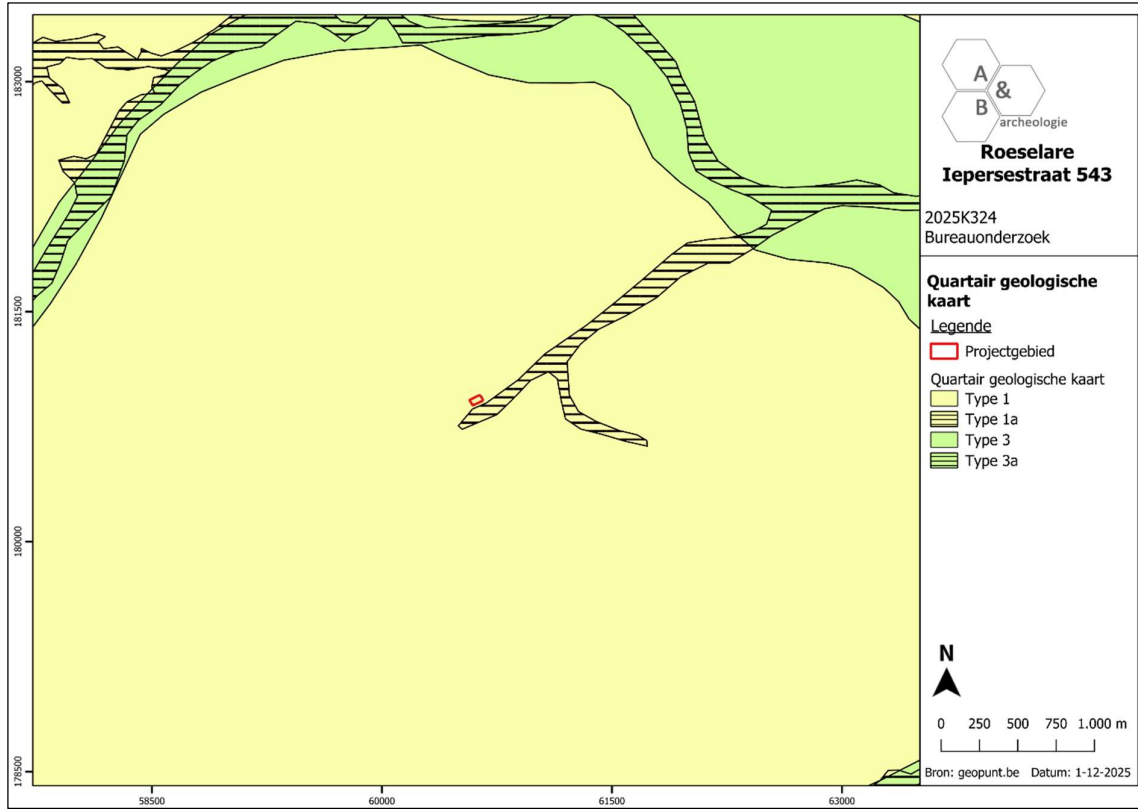 A
&
B
archeologie
Roeselare
Iepersestraat 543
2025K324
Bureauonderzoek
Quartair geologische
kaart
Legende
Projectgebied
Quartair geologische kaart
Type 1
Type 1a
Type 3
Type 3a
N
0 250 500 750 1.000 m
Bron: geopunt.be Datum: 1-12-2025
183000
181500
180000
178500
58500 60000 61500 63000